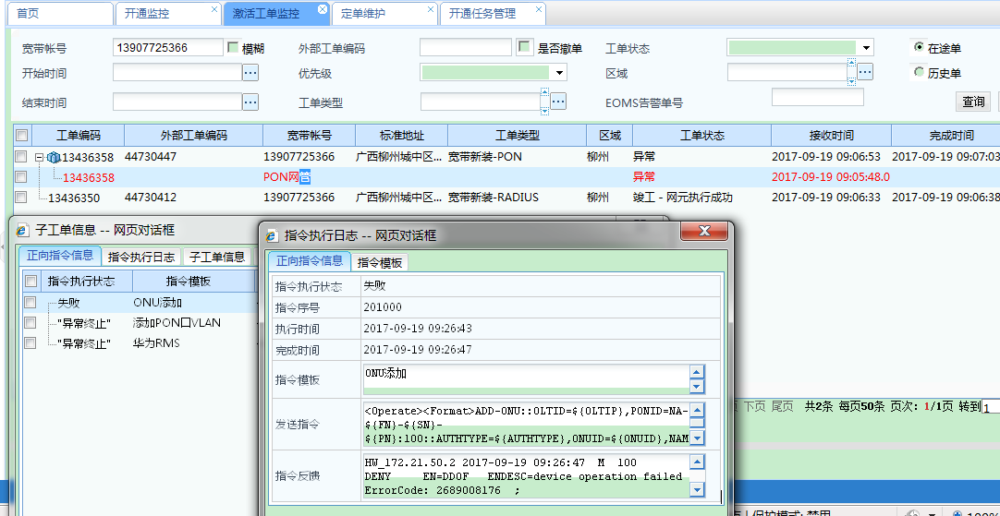 首页 开通监控 激活工单监控 定单维护 开通任务管理
宽带帐号 13907725366 模糊 外部工单编码 是否撤单 工单状态 在途单
开始时间 优先级 区域 历史单
结束时间 工单类型 EOMS告警单号
查询
工单编码 外部工单编码 宽带帐号 标准地址 工单类型 区域 工单状态 接收时间 完成时间
13436358 44730447 13907725366 广西柳州城中区... 宽带新装-PON 柳州 异常 2017-09-19 09:06:53 2017-09-19 09:07:03
13436358 PON网管 异常 2017-09-19 09:05:48.0
13436350 44730412 13907725366 广西柳州城中区... 宽带新装-RADIUS 柳州 竣工 - 网元执行成功 2017-09-19 09:06:33 2017-09-19 09:06:38
子工单信息 -- 网页对话框
正向指令信息 指令执行日志 子工单信息
指令执行状态 指令模板
失败 ONU添加
"异常终止" 添加PON口VLAN
"异常终止" 华为RMS
指令执行日志 -- 网页对话框
正向指令信息 指令模板
指令执行状态 失败
指令序号 201000
执行时间 2017-09-19 09:26:43
完成时间 2017-09-19 09:26:47
指令模板 ONU添加
发送指令 <Operate><Format>ADD-ONU::OLTID=${OLTIP},PONID=NA-
${FN}-${SN}-
${PN}:100::AUTHTYPE=${AUTHTYPE},ONUID=${ONUID},NAM
指令反馈 HW_172.21.50.2 2017-09-19 09:26:47 M 100
DENY EN=DDOF ENDESC=device operation failed
ErrorCode: 2689008176 ;
下页 尾页 共2条 每页50条 页次: 1/1页 转到 1
保护模式: 禁用 100%